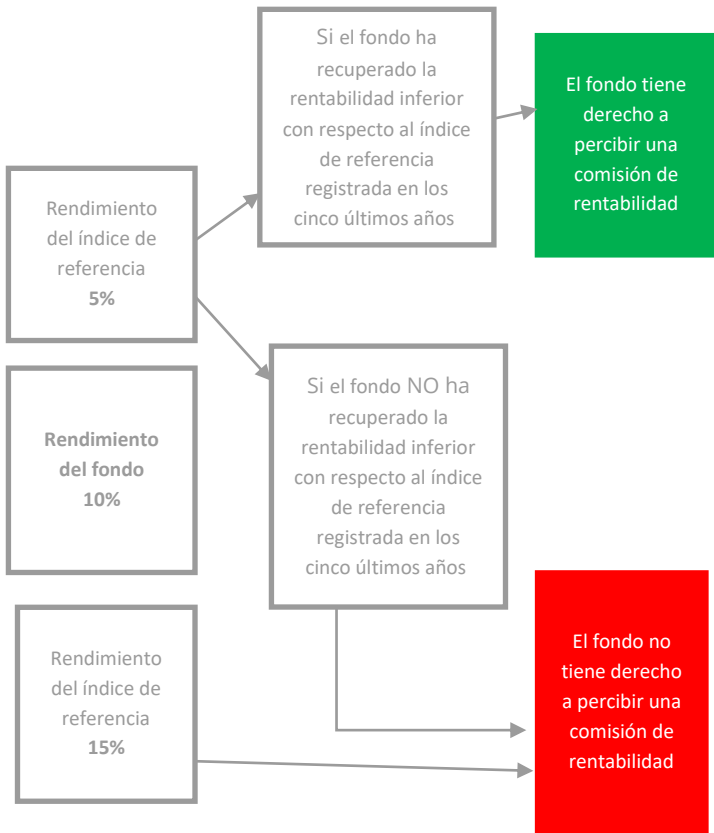 Si el fondo ha
recuperado la
rentabilidad inferior
con respecto al índice
de referencia
registrada en los
cinco últimos años
El fondo tiene
derecho a
percibir una
comisión de
rentabilidad
Rendimiento
del índice de
referencia
5%
Si el fondo NO ha
recuperado la
rentabilidad inferior
con respecto al índice
de referencia
registrada en los
cinco últimos años
Rendimiento
del fondo
10%
El fondo no
tiene derecho
a percibir una
comisión de
rentabilidad
Rendimiento
del índice de
referencia
15%